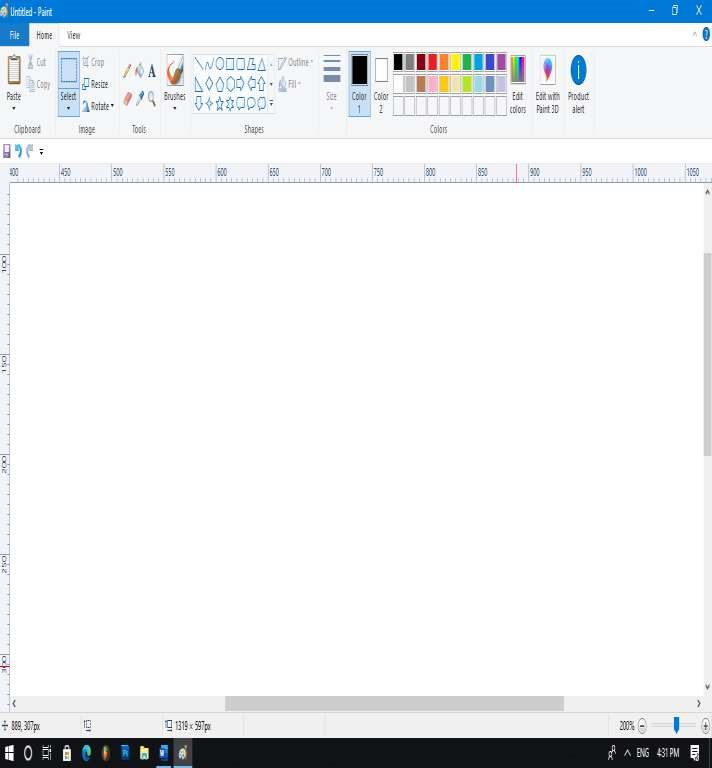 Untitled - Paint
File Home View
Paste Cut Copy
Clipboard
Select Crop Resize Rotate
Image
A
Tools
Brushes
Outline
Fill
Shapes
Size
Color 1
Color 2
Edit colors
Colors
Edit with Paint 3D
Product alert
400 450 500 550 600 650 700 750 800 850 900 950 1000 1050
100
150
200
250
300
889, 307px
1319 × 597px
200%
ENG
4:31 PM